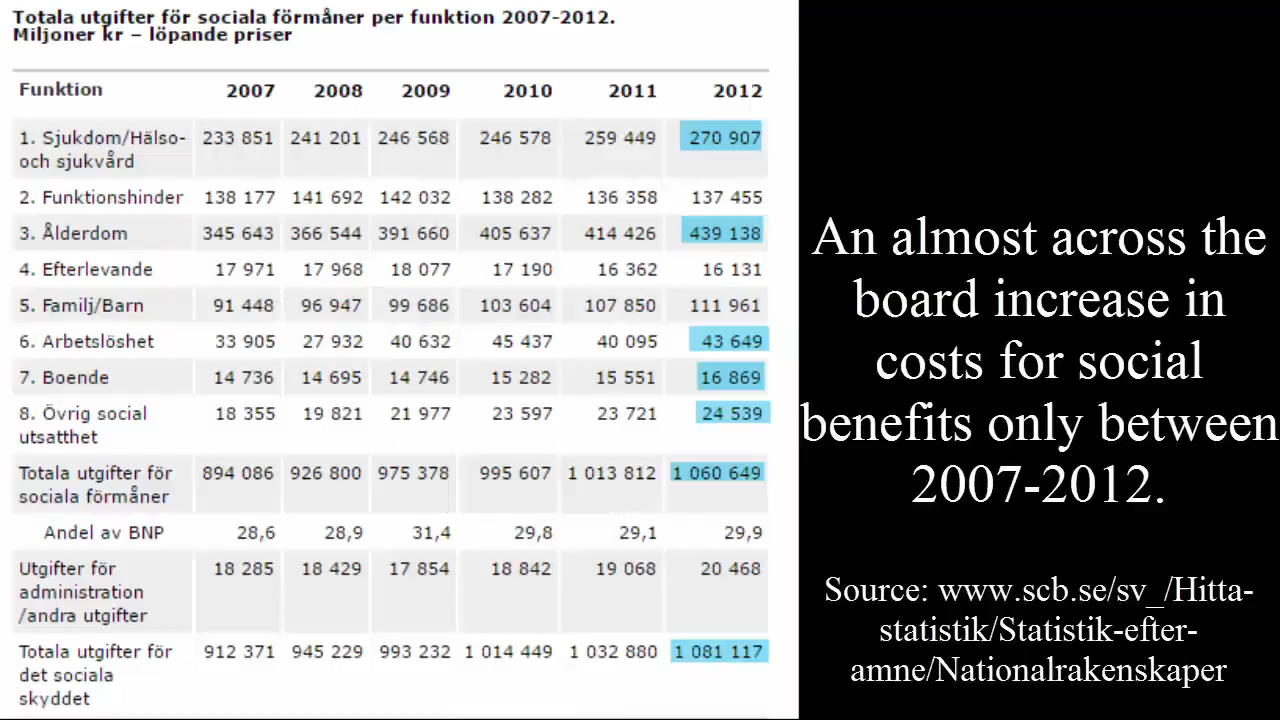 Totala utgifter för sociala förmåner per funktion 2007-2012.
Miljoner kr – löpande priser
Funktion 2007 2008 2009 2010 2011 2012
1. Sjukdom/Hälso- 233 851 241 201 246 568 246 578 259 449 270 907
och sjukvård
2. Funktionshinder 138 177 141 692 142 032 138 282 136 358 137 455
3. Ålderdom 345 643 366 544 391 660 405 637 414 426 439 138
4. Efterlevande 17 971 17 968 18 077 17 190 16 362 16 131
5. Familj/Barn 91 448 96 947 99 686 103 604 107 850 111 961
6. Arbetslöshet 33 905 27 932 40 632 45 437 40 095 43 649
7. Boende 14 736 14 695 14 746 15 282 15 551 16 869
8. Övrig social 18 355 19 821 21 977 23 597 23 721 24 539
utsatthet
Totala utgifter för 894 086 926 800 975 378 995 607 1 013 812 1 060 649
sociala förmåner
Andel av BNP 28,6 28,9 31,4 29,8 29,1 29,9
Utgifter för 18 285 18 429 17 854 18 842 19 068 20 468
administration
/andra utgifter
Totala utgifter för 912 371 945 229 993 232 1 014 449 1 032 880 1 081 117
det sociala
skyddet
An almost across the
board increase in
costs for social
benefits only between
2007-2012.
Source: www.scb.se/sv_/Hitta-
statistik/Statistik-efter-
amne/Nationalrakenskaper